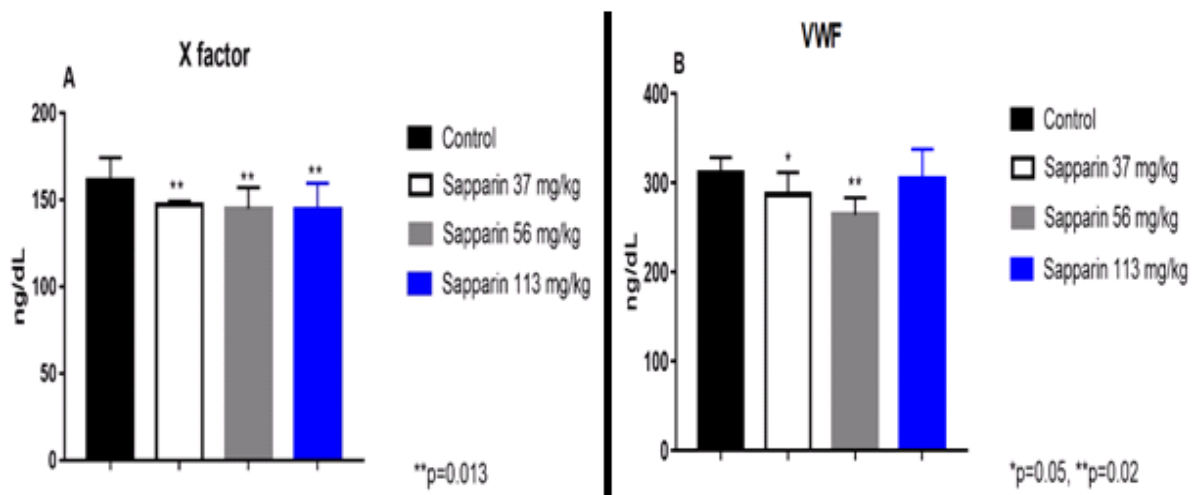 X factor
A
200
150
100
50
0
ng/dL
**
**
**
Control
Sapparin 37 mg/kg
Sapparin 56 mg/kg
Sapparin 113 mg/kg
**p=0.013
VWF
B
400
300
200
100
0
ng/dL
*
**
Control
Sapparin 37 mg/kg
Sapparin 56 mg/kg
Sapparin 113 mg/kg
*p=0.05, **p=0.02